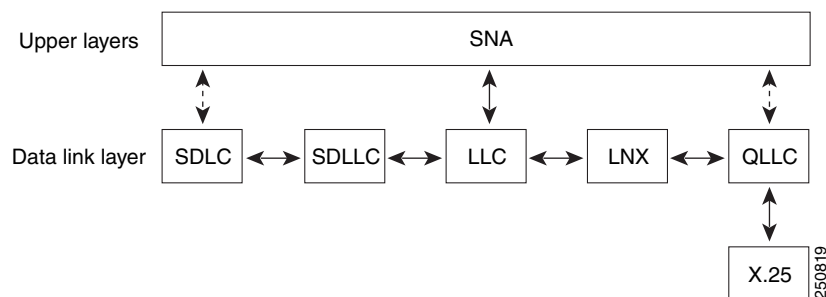 Upper layers
SNA
Data link layer
SDLC
SDLLC
LLC
LNX
QLLC
X.25
250819